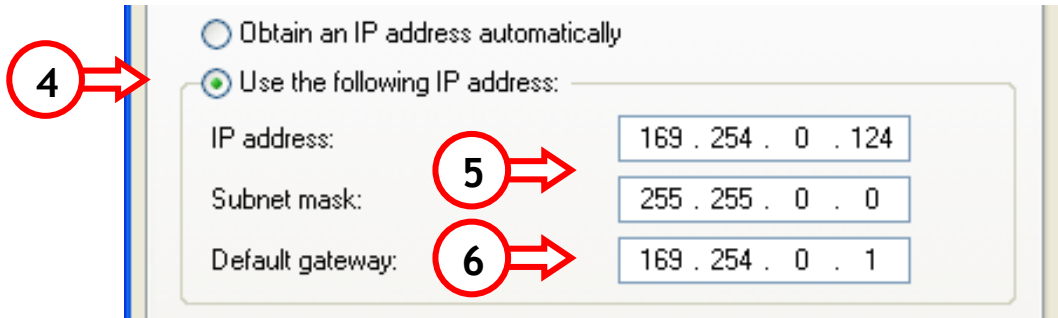 Obtain an IP address automatically
4 Use the following IP address:
IP address: 169 . 254 . 0 . 124
5
Subnet mask: 255 . 255 . 0 . 0
Default gateway: 6 169 . 254 . 0 . 1